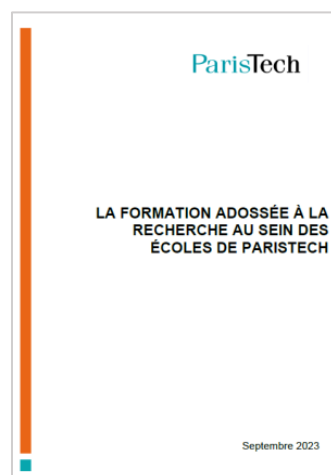 ParisTech
LA FORMATION ADOSSÉE À LA
RECHERCHE AU SEIN DES
ÉCOLES DE PARISTECH
Septembre 2023